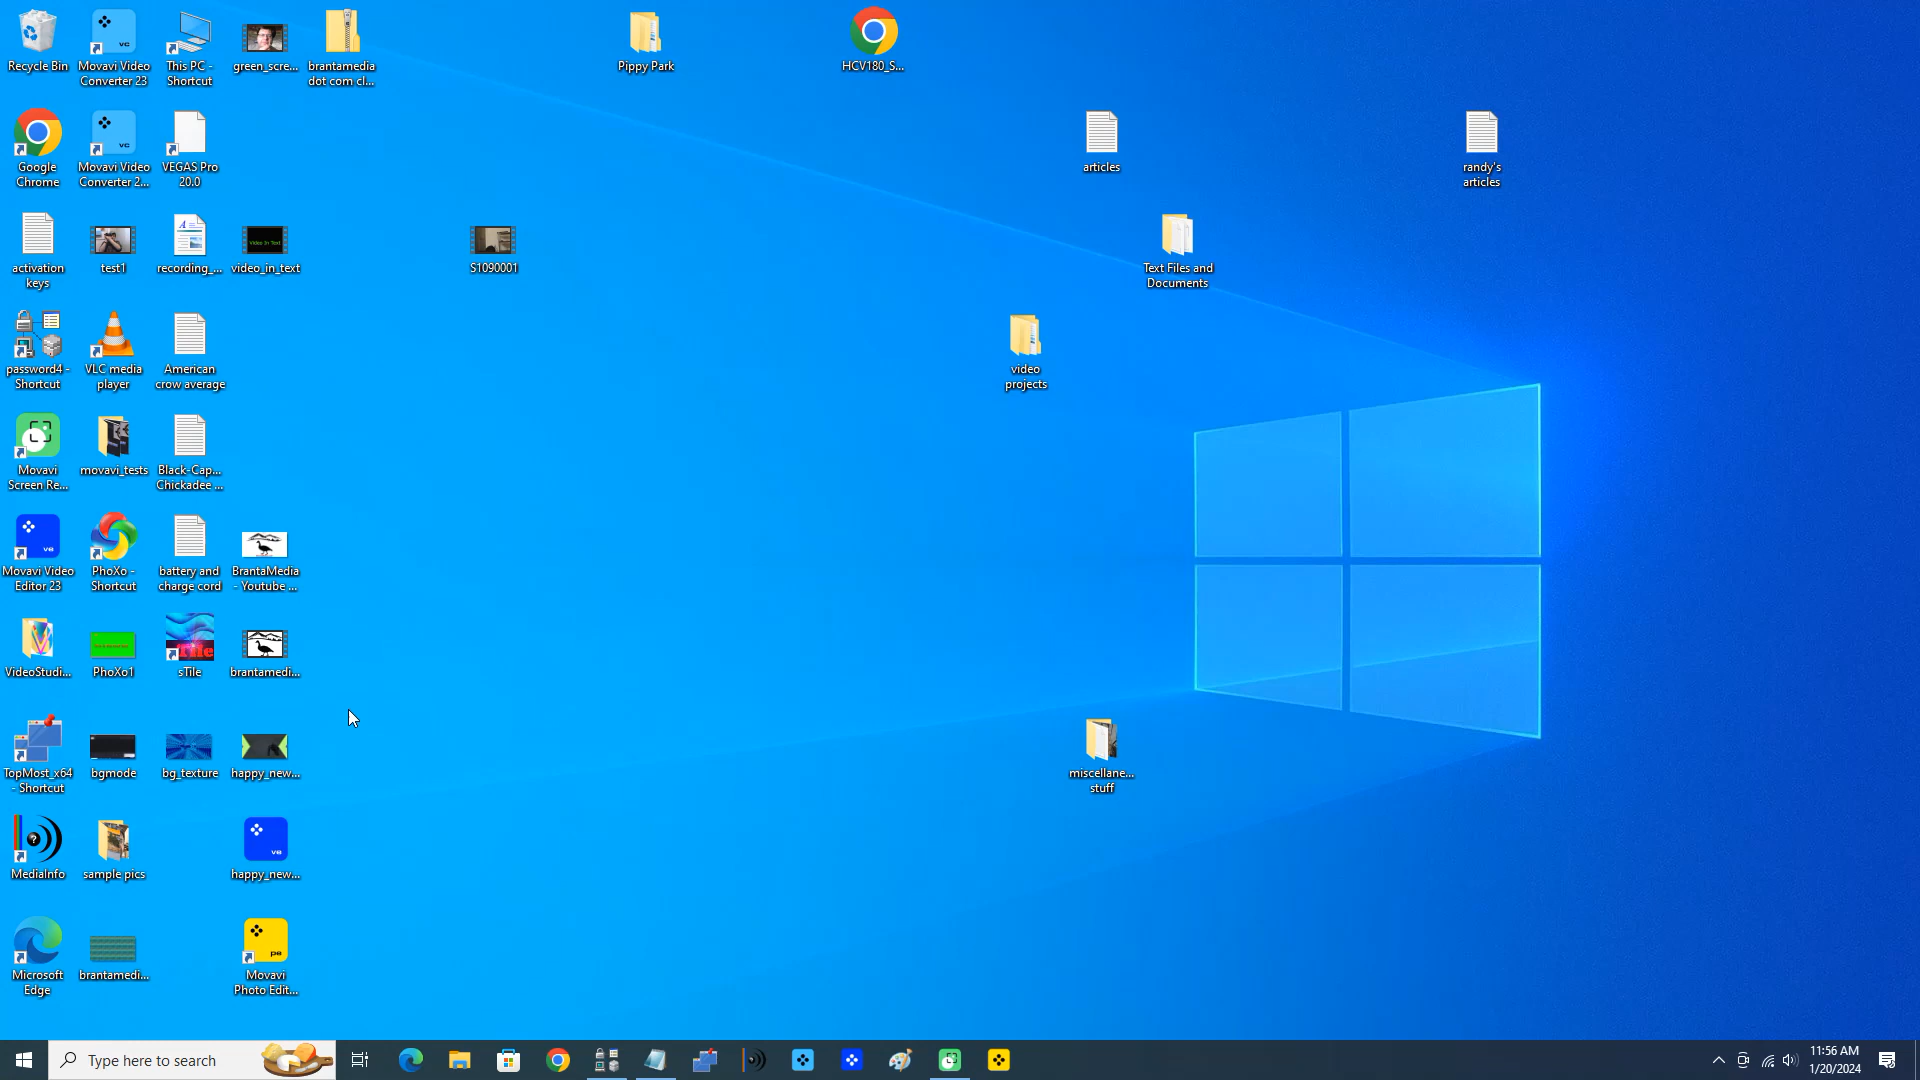 Recycle Bin
Movavi Video
Converter 23
This PC -
Shortcut
green_scre...
brantamedia
dot com cl...
Pippy Park
HCV180_S...
Google
Chrome
Movavi Video
Converter 2...
VEGAS Pro
20.0
articles
randy's
articles
activation
keys
test1
recording_...
video_in_text
S1090001
Text Files and
Documents
password4 -
Shortcut
VLC media
player
American
crow average
video
projects
Movavi
Screen Re...
movavi_tests
Black-Cap...
Chickadee ...
Movavi Video
Editor 23
PhoXo -
Shortcut
battery and
charge cord
BrantaMedia
- Youtube ...
VideoStudi...
PhoXo1
sTile
brantamedi...
TopMost_x64
- Shortcut
bgmode
bg_texture
happy_new...
miscellane...
stuff
MediaInfo
sample pics
happy_new...
Microsoft
Edge
brantamedi...
Movavi
Photo Edit...
Type here to search
11:56 AM
1/20/2024